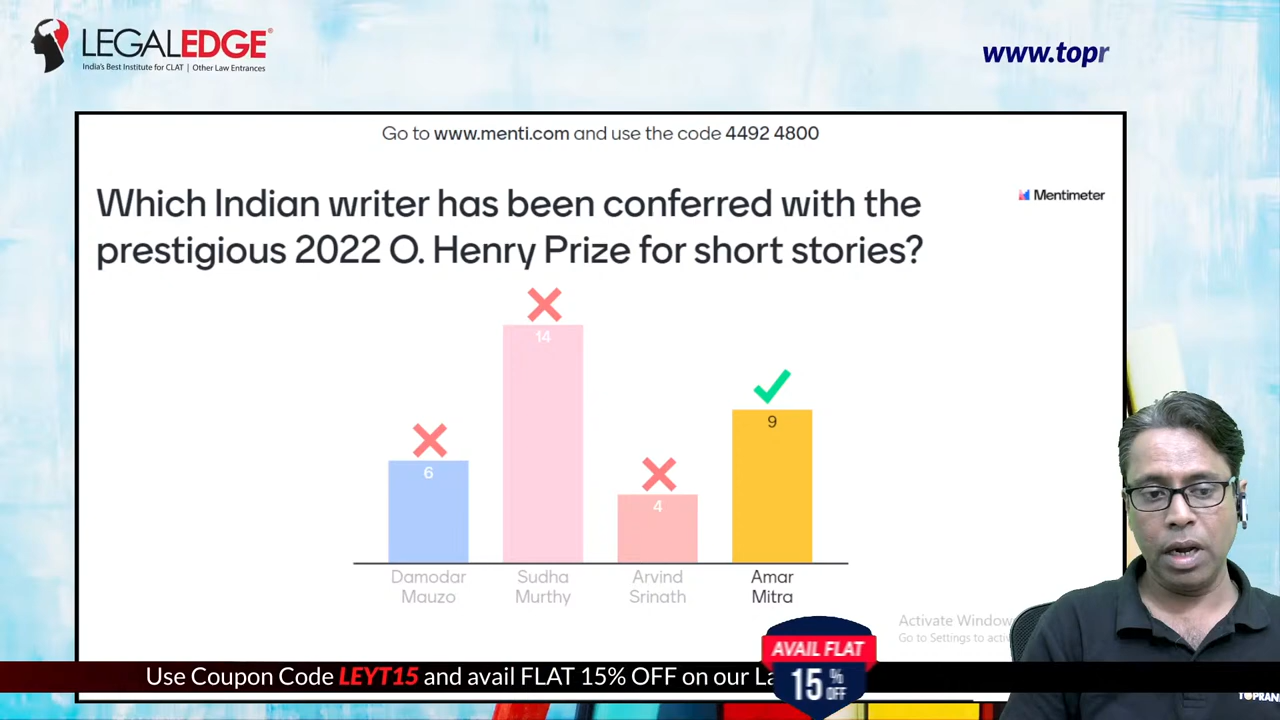 LEGALEDGE
India's Best Institute for CLAT | Other Law Entrances
www.topr
Go to www.menti.com and use the code 4492 4800
Which Indian writer has been conferred with the
prestigious 2022 O. Henry Prize for short stories?
Mentimeter
14
9
6
4
Damodar
Mauzo
Sudha
Murthy
Arvind
Srinath
Amar
Mitra
Activate Window
Go to Settings to activ
AVAIL FLAT
15% OFF
Use Coupon Code LEYT15 and avail FLAT 15% OFF on our La
TOPRAN